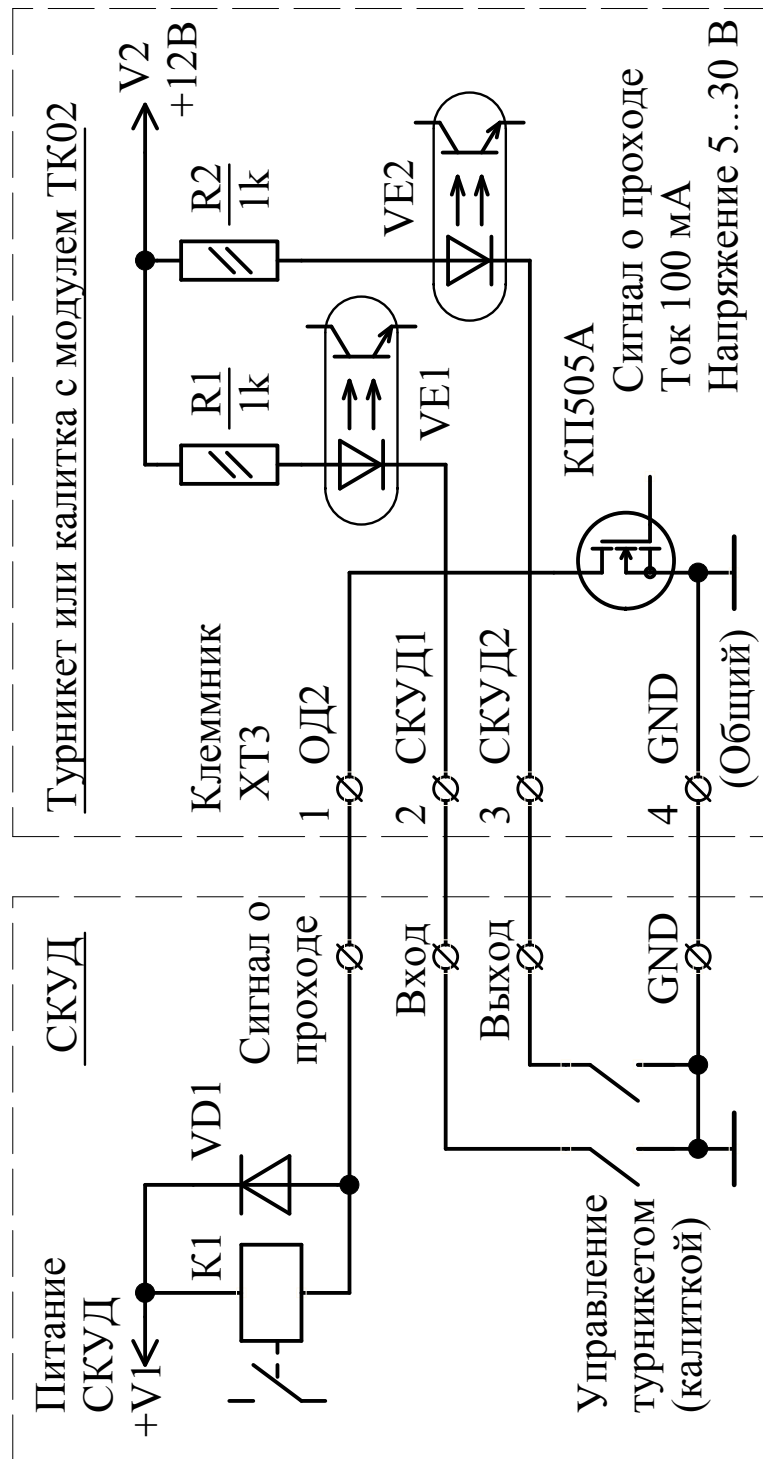 Питание
СКУД
+V1
K1
VD1
СКУД
Сигнал о
проходе
Вход
Выход
GND
Управление
турникетом
(калиткой)
Турникет или калитка с модулем ТК02
Клеммник
XT3
1
ОД2
2
СКУД1
3
СКУД2
4
GND
(Общий)
R1
1k
R2
1k
V2
+12В
VE1
VE2
КП505А
Сигнал о проходе
Ток 100 мА
Напряжение 5...30 В